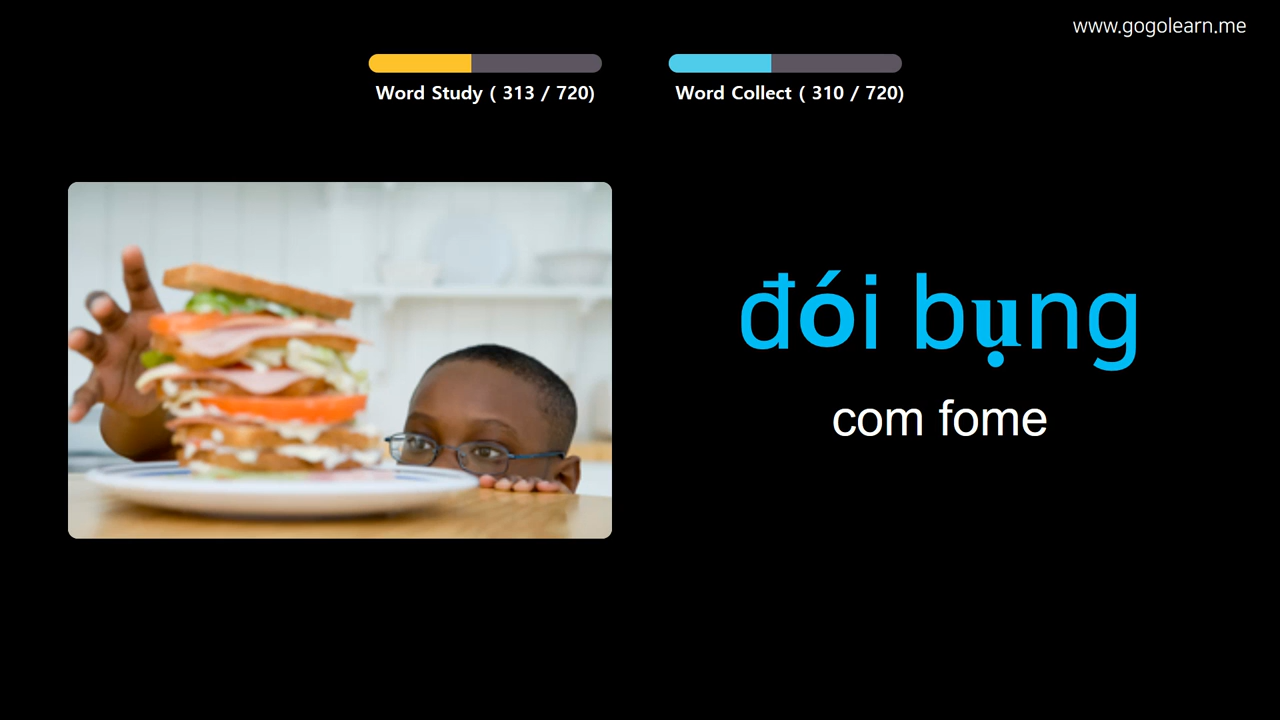 www.gogolearn.me
Word Study ( 313 / 720)
Word Collect ( 310 / 720)
đói bụng
com fome